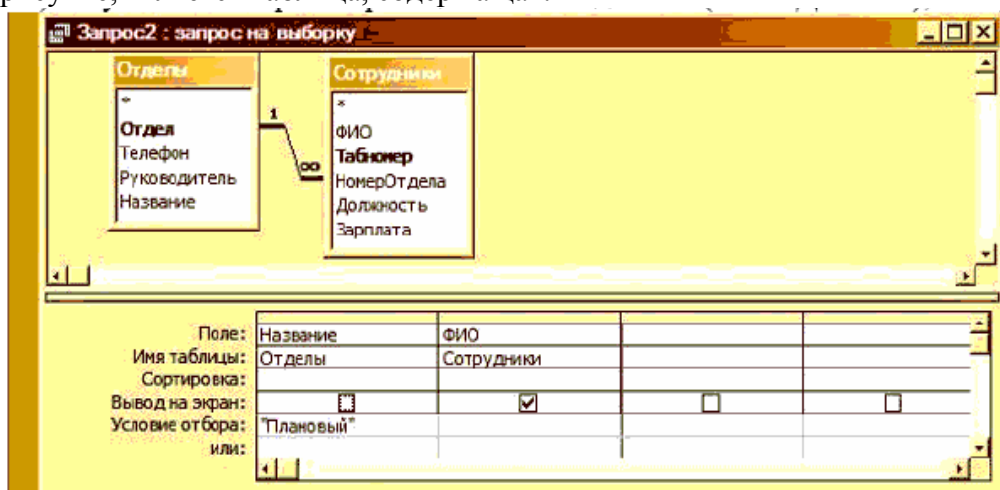 Запрос2 : запрос на выборку
Отделы
*
Отдел
Телефон
Руководитель
Название
1
∞
Сотрудники
*
ФИО
Табномер
НомерОтдела
Должность
Зарплата
Поле: Название ФИО
Имя таблицы: Отделы Сотрудники
Сортировка:
Вывод на экран:
Условие отбора: "Плановый"
или: